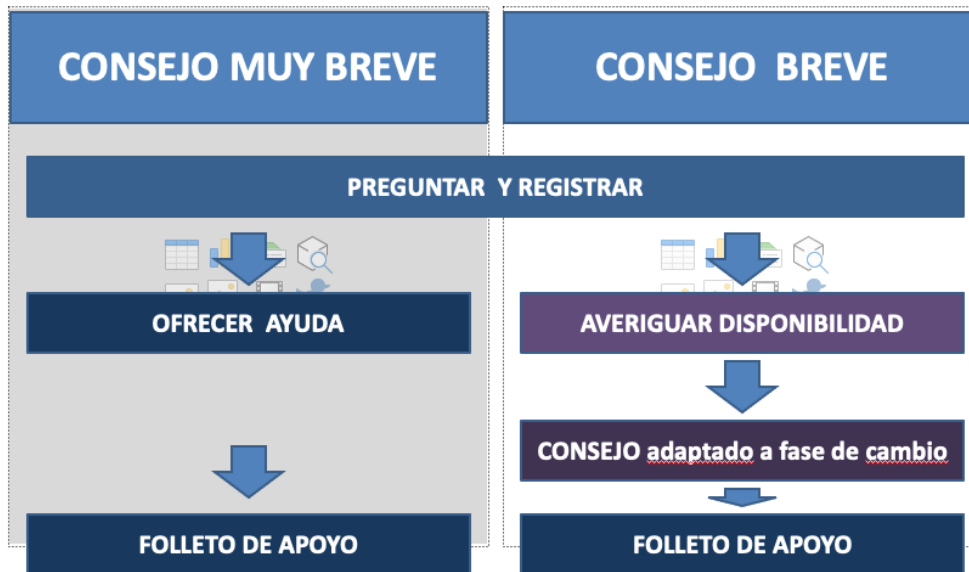 CONSEJO MUY BREVE
CONSEJO BREVE
PREGUNTAR Y REGISTRAR
OFRECER AYUDA
AVERIGUAR DISPONIBILIDAD
CONSEJO adaptado a fase de cambio
FOLLETO DE APOYO
FOLLETO DE APOYO